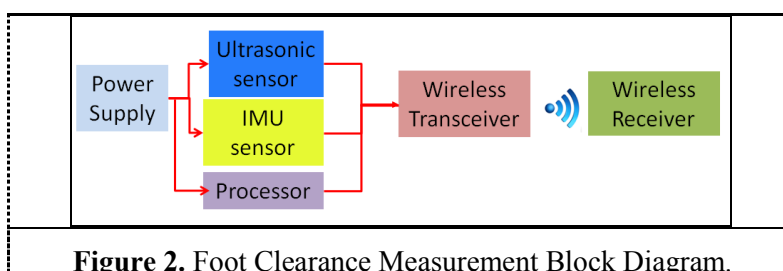 Power
Supply
Ultrasonic
sensor
IMU
sensor
Processor
Wireless
Transceiver
Wireless
Receiver
Figure 2. Foot Clearance Measurement Block Diagram.